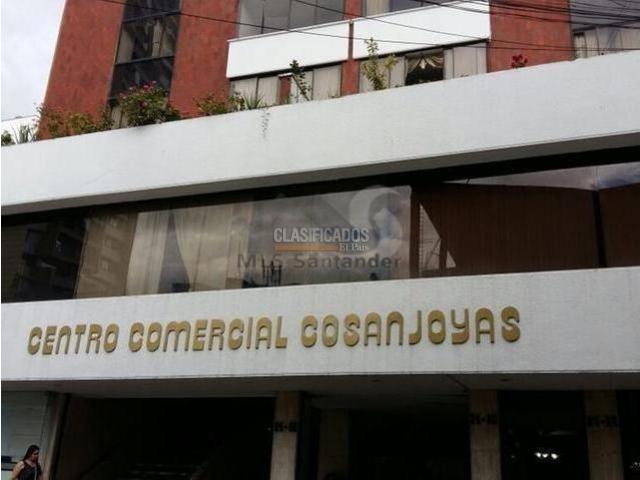 CLASIFICADOS
El País
MLS Santander
CENTRO COMERCIAL COSANJOYAS